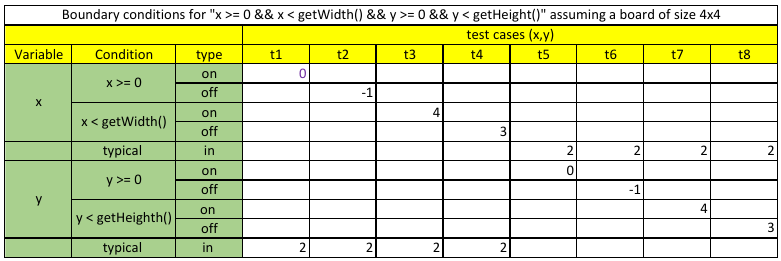 Boundary conditions for "x >= 0 && x < getWidth() && y >= 0 && y < getHeight()" assuming a board of size 4x4
test cases (x,y)
Variable Condition type t1 t2 t3 t4 t5 t6 t7 t8
x x >= 0 on 0
off -1
x < getWidth() on 4
off 3
typical in 2 2 2 2
y y >= 0 on 0
off -1
y < getHeighth() on 4
off 3
typical in 2 2 2 2